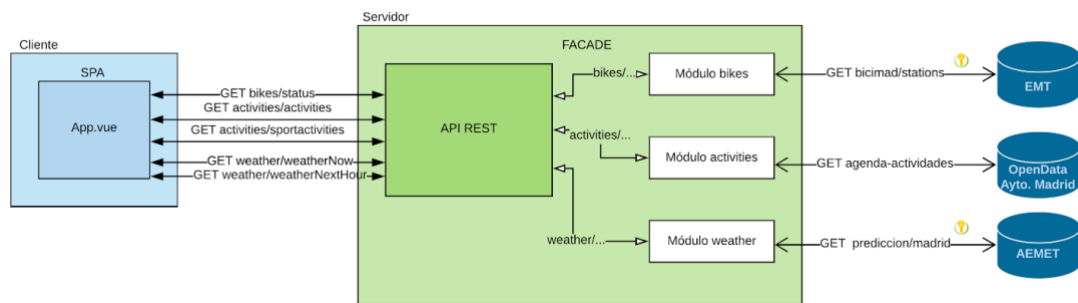 Servidor
Cliente
FACADE
SPA
App.vue
GET bikes/status
GET activities/activities
GET activities/sportactivities
GET weather/weatherNow
GET weather/weatherNextHour
API REST
bikes/...
Módulo bikes
GET bicimad/stations
EMT
activities/...
Módulo activities
GET agenda-actividades
OpenData
Ayto. Madrid
weather/...
Módulo weather
GET prediccion/madrid
AEMET